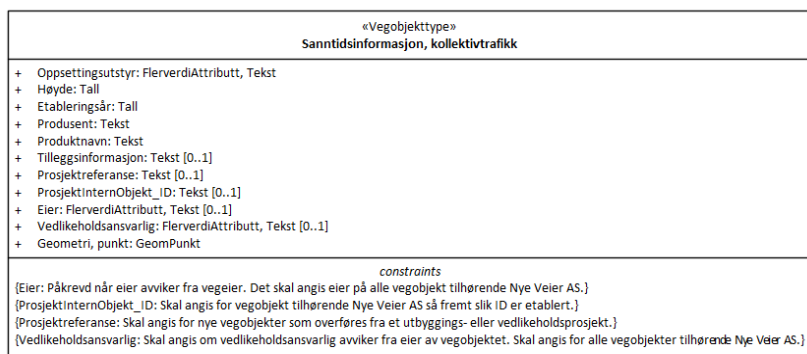 «Vegobjekttype»
Sanntidsinformasjon, kollektivtrafikk
+ Oppsettingsutstyr: FlerverdiAttributt, Tekst
+ Høyde: Tall
+ Etableringsår: Tall
+ Produsent: Tekst
+ Produktnavn: Tekst
+ Tilleggsinformasjon: Tekst [0..1]
+ Prosjektreferanse: Tekst [0..1]
+ ProsjektInternObjekt_ID: Tekst [0..1]
+ Eier: FlerverdiAttributt, Tekst [0..1]
+ Vedlikeholdsansvarlig: FlerverdiAttributt, Tekst [0..1]
+ Geometri, punkt: GeomPunkt
constraints
{Eier: Påkrevd når eier avviker fra vegeier. Det skal angis eier på alle vegobjekt tilhørende Nye Veier AS.}
{ProsjektInternObjekt_ID: Skal angis for vegobjekt tilhørende Nye Veier AS så fremt slik ID er etablert.}
{Prosjektreferanse: Skal angis for nye vegobjekter som overføres fra et utbyggings- eller vedlikeholdsprosjekt.}
{Vedlikeholdsansvarlig: Skal angis om vedlikeholdsansvarlig avviker fra eier av vegobjektet. Skal angis for alle vegobjekter tilhørende Nye Veier AS.}